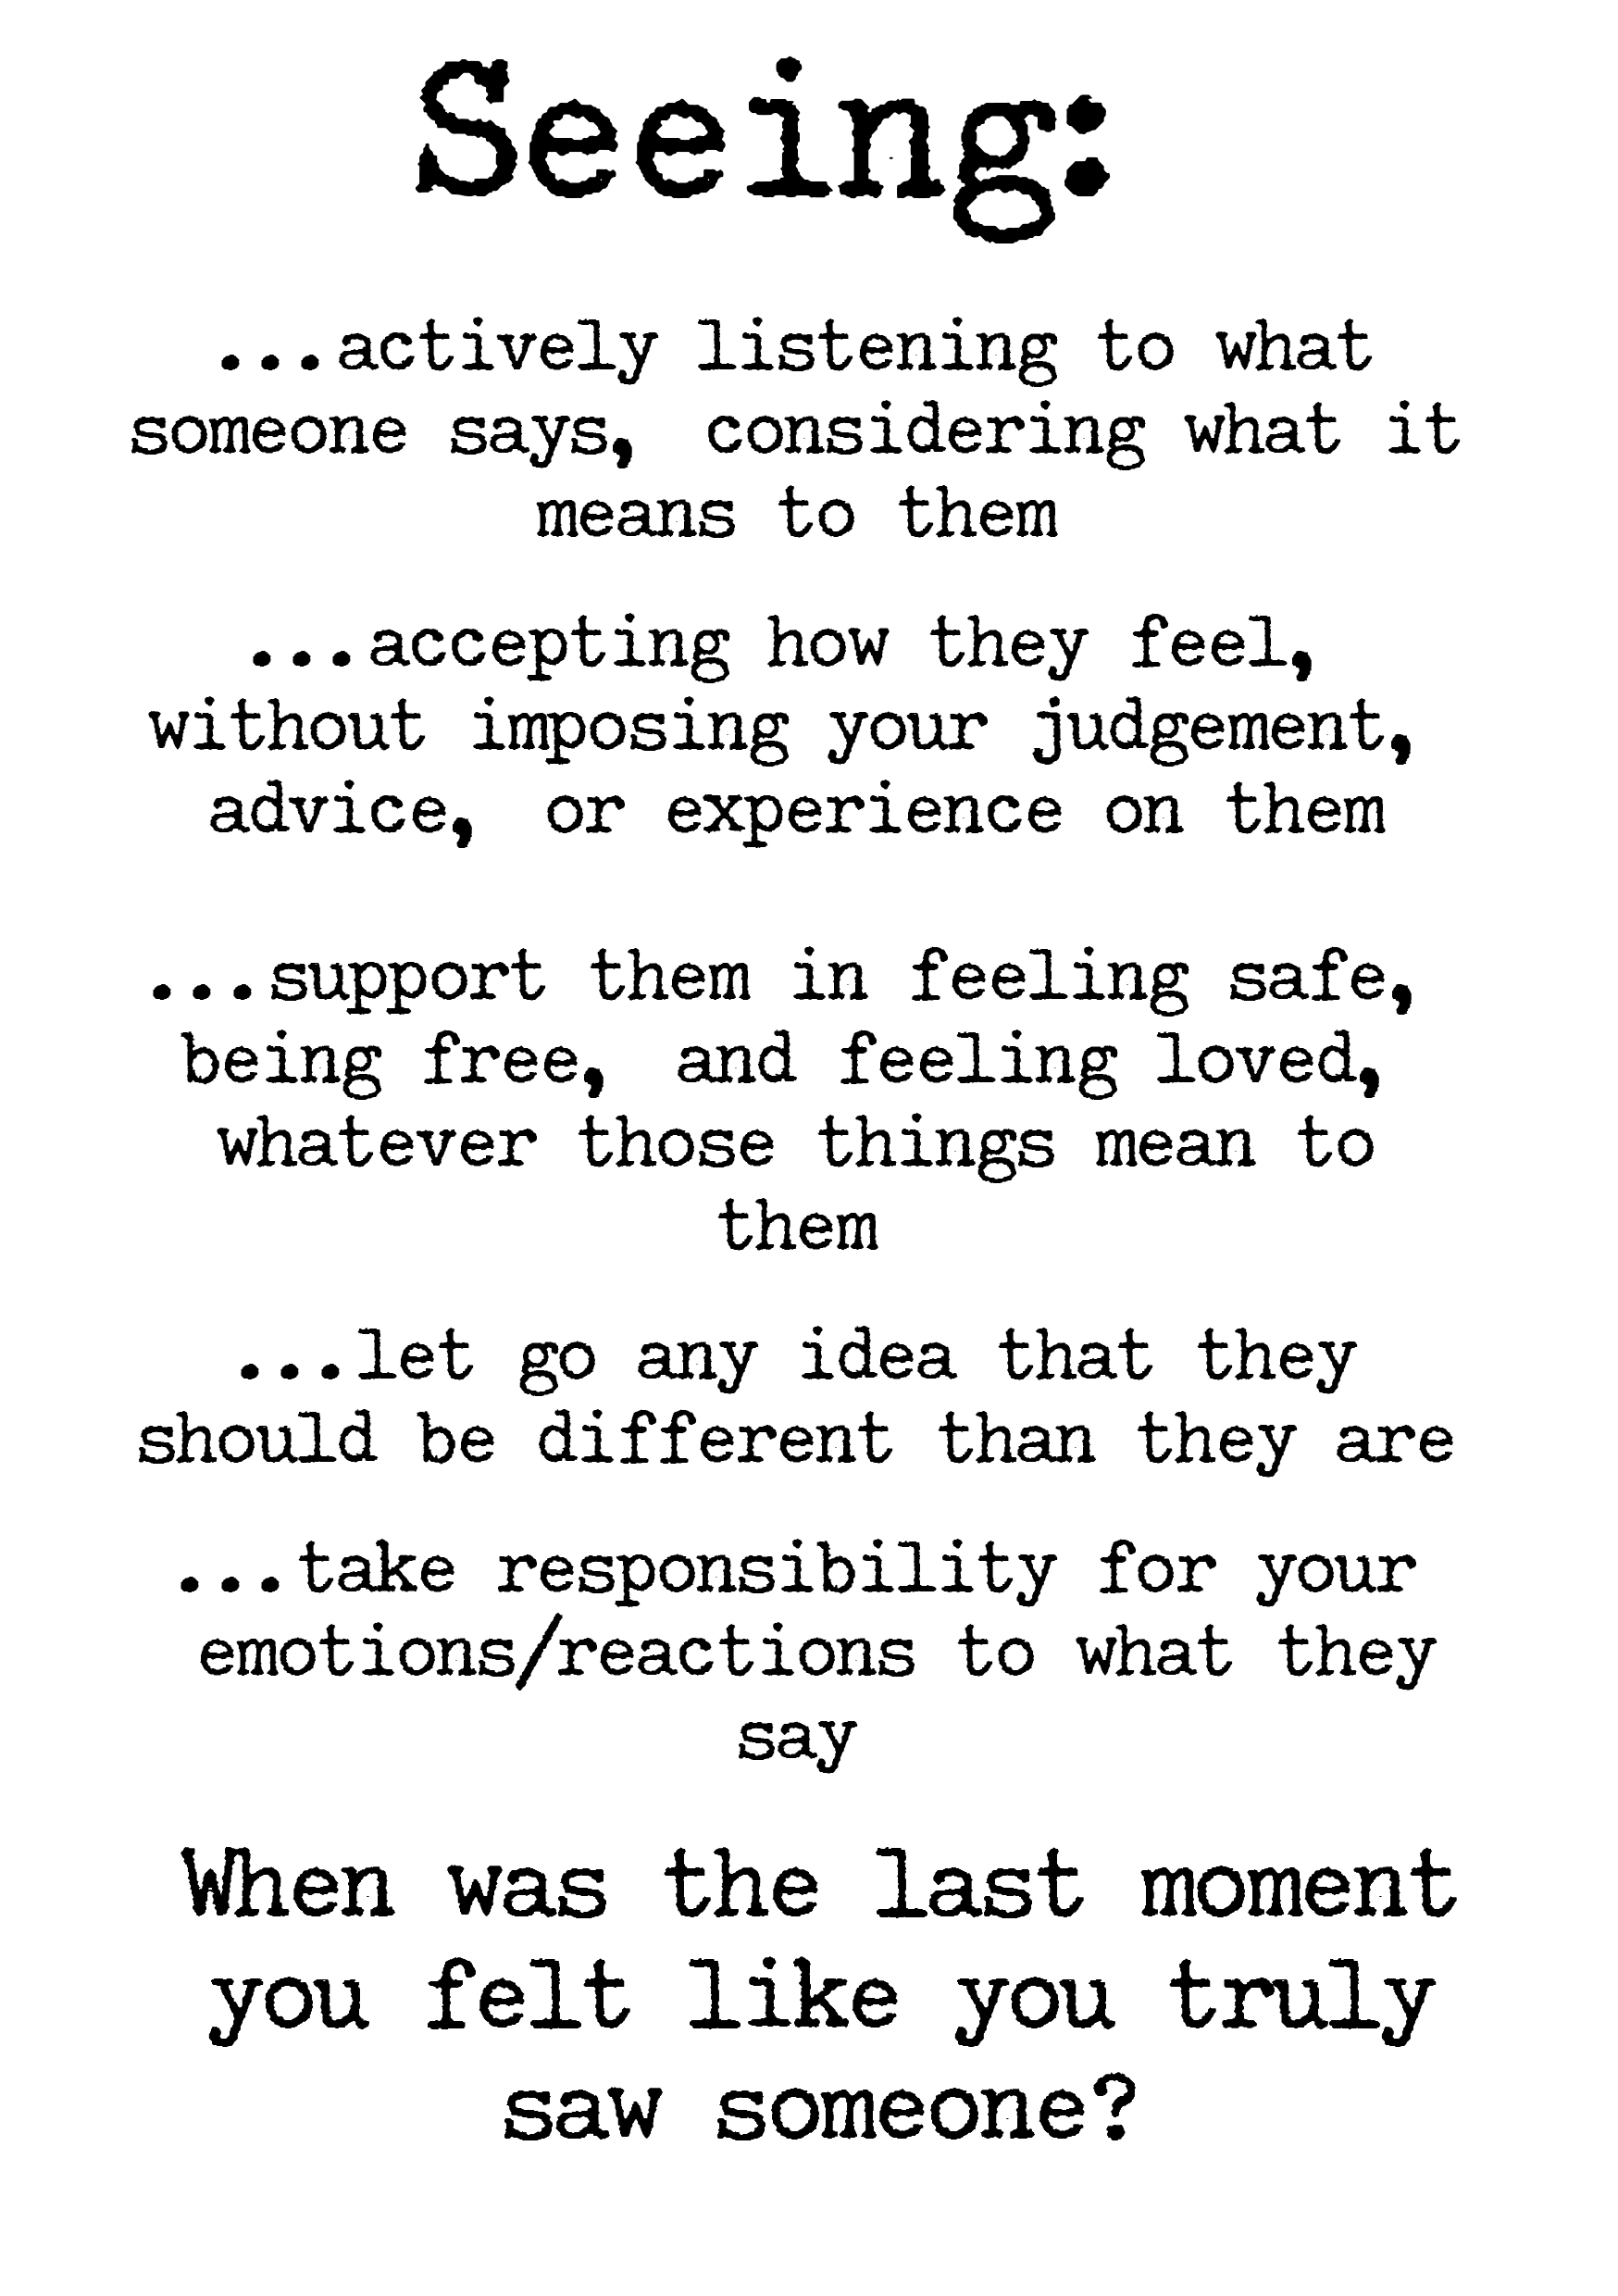 Seeing:
...actively listening to what
someone says, considering what it
means to them
...accepting how they feel,
without imposing your judgement,
advice, or experience on them
...support them in feeling safe,
being free, and feeling loved,
whatever those things mean to
them
...let go any idea that they
should be different than they are
...take responsibility for your
emotions/reactions to what they
say
When was the last moment
you felt like you truly
saw someone?